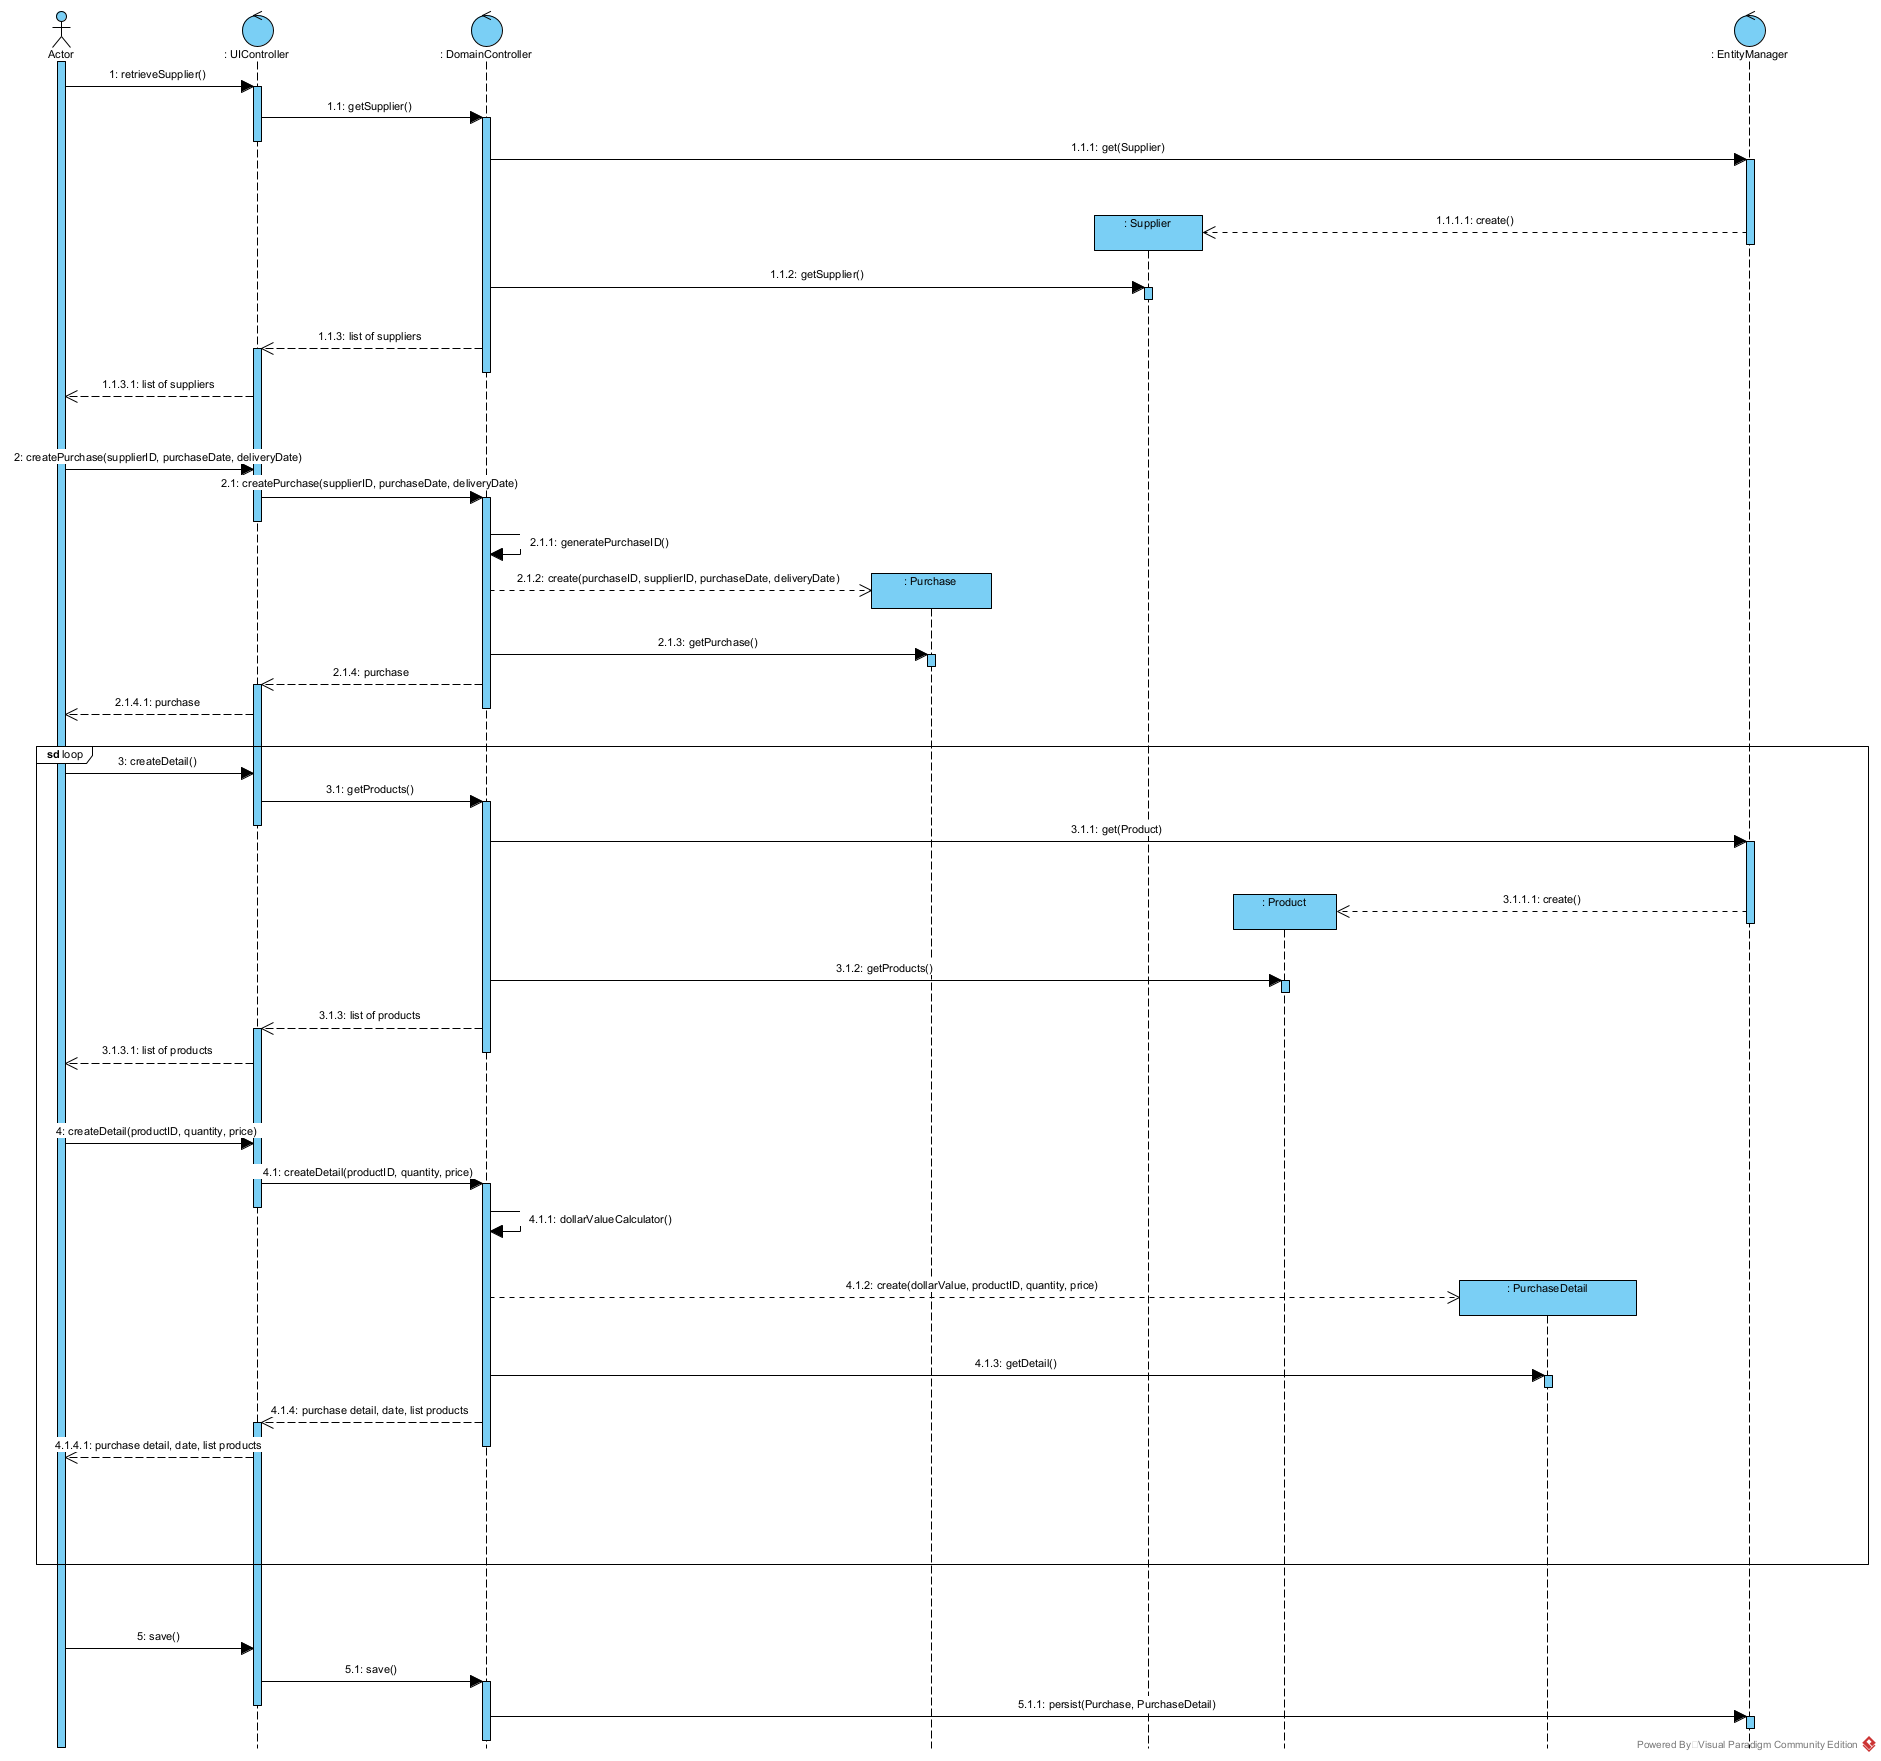 Actor
: UIController
: DomainController
: EntityManager
1: retrieveSupplier()
1.1: getSupplier()
1.1.1: get(Supplier)
1.1.1.1: create()
: Supplier
1.1.2: getSupplier()
1.1.3: list of suppliers
1.1.3.1: list of suppliers
2: createPurchase(supplierID, purchaseDate, deliveryDate)
2.1: createPurchase(supplierID, purchaseDate, deliveryDate)
2.1.1: generatePurchaseID()
2.1.2: create(purchaseID, supplierID, purchaseDate, deliveryDate)
: Purchase
2.1.3: getPurchase()
2.1.4: purchase
2.1.4.1: purchase
sd loop
3: createDetail()
3.1: getProducts()
3.1.1: get(Product)
3.1.1.1: create()
: Product
3.1.2: getProducts()
3.1.3: list of products
3.1.3.1: list of products
4: createDetail(productID, quantity, price)
4.1: createDetail(productID, quantity, price)
4.1.1: dollarValueCalculator()
4.1.2: create(dollarValue, productID, quantity, price)
: PurchaseDetail
4.1.3: getDetail()
4.1.4: purchase detail, date, list products
4.1.4.1: purchase detail, date, list products
5: save()
5.1: save()
5.1.1: persist(Purchase, PurchaseDetail)
Powered By Visual Paradigm Community Edition